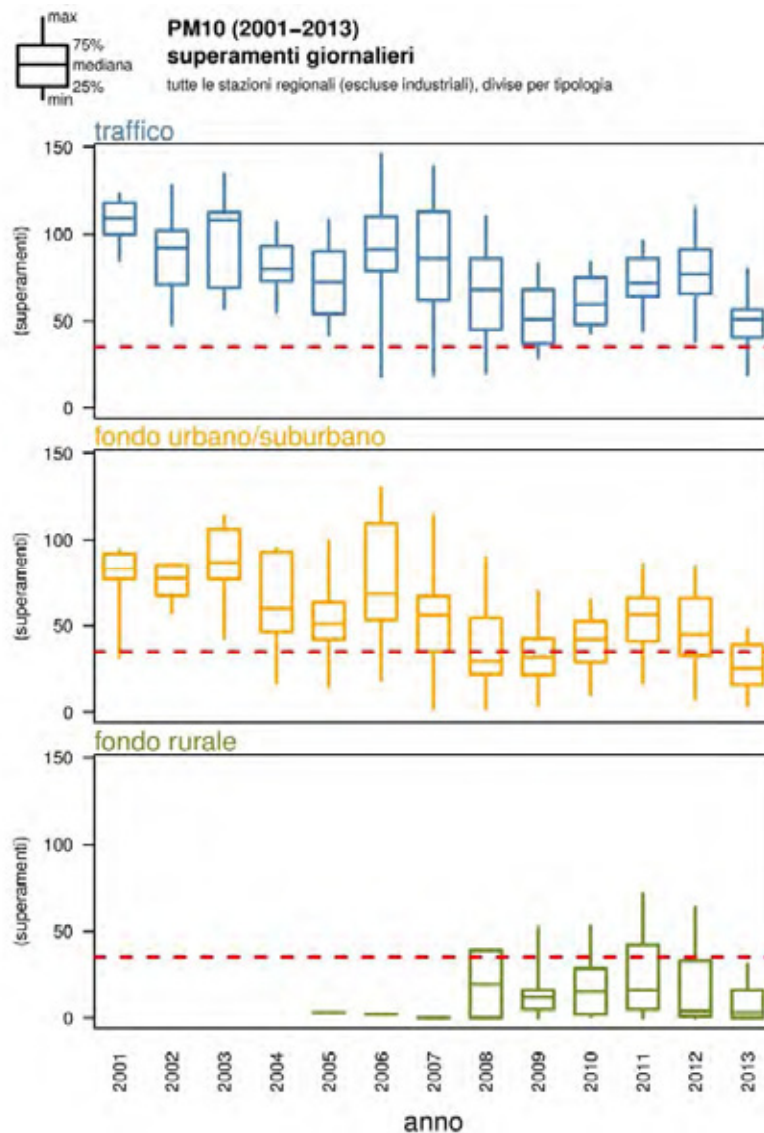 max
75%
mediana
25%
min
PM10 (2001−2013)
superamenti giornalieri
tutte le stazioni regionali (escluse industriali), divise per tipologia
traffico
150
100
50
0
(superamenti)
fondo urbano/suburbano
150
100
50
0
(superamenti)
fondo rurale
150
100
50
0
(superamenti)
2001
2002
2003
2004
2005
2006
2007
2008
2009
2010
2011
2012
2013
anno